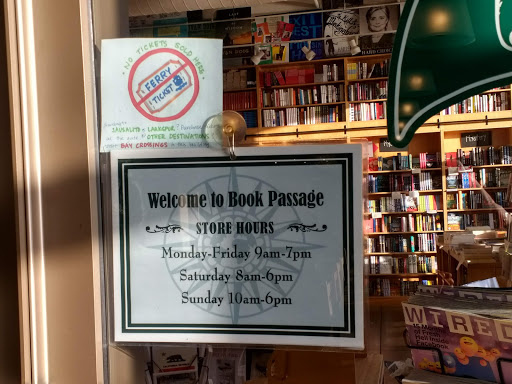 NO TICKETS SOLD HERE
FERRY
TICKET
SAUSALITO LARKSPUR
OTHER DESTINATIONS
BAY CROSSINGS
Welcome to Book Passage
STORE HOURS
Monday-Friday 9am-7pm
Saturday 8am-6pm
Sunday 10am-6pm
WIRED